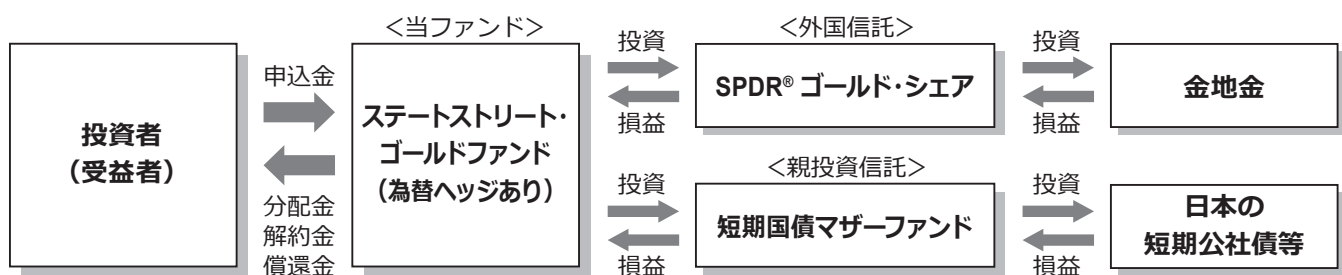 ＜当ファンド＞
＜外国信託＞
投資者
（受益者）
申込金
分配金
解約金
償還金
ステートストリート・
ゴールドファンド
（為替ヘッジあり）
投資
損益
SPDR® ゴールド・シェア
投資
損益
金地金
＜親投資信託＞
投資
損益
短期国債マザーファンド
投資
損益
日本の
短期公社債等